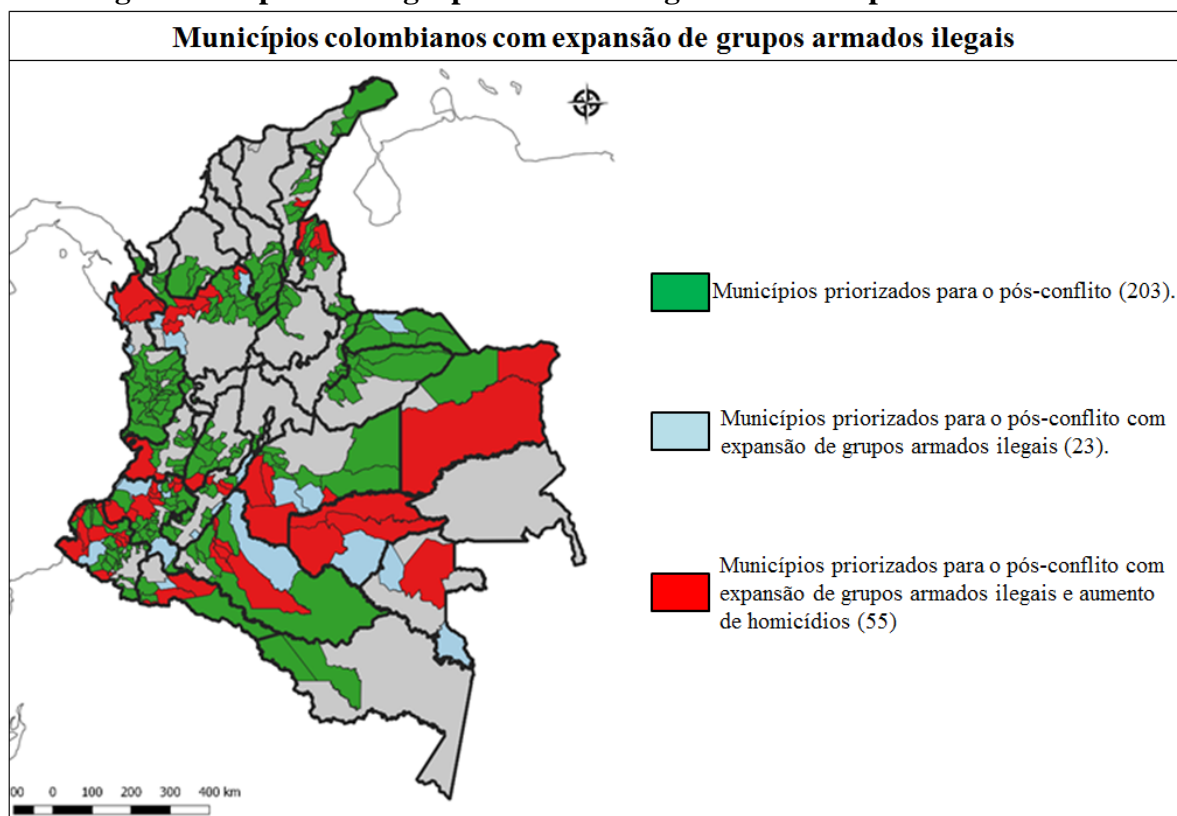 Municípios colombianos com expansão de grupos armados ilegais
Municípios priorizados para o pós-conflito (203).
Municípios priorizados para o pós-conflito com
expansão de grupos armados ilegais (23).
Municípios priorizados para o pós-conflito com
expansão de grupos armados ilegais e aumento
de homicídios (55)
00 0 100 200 300 400 km